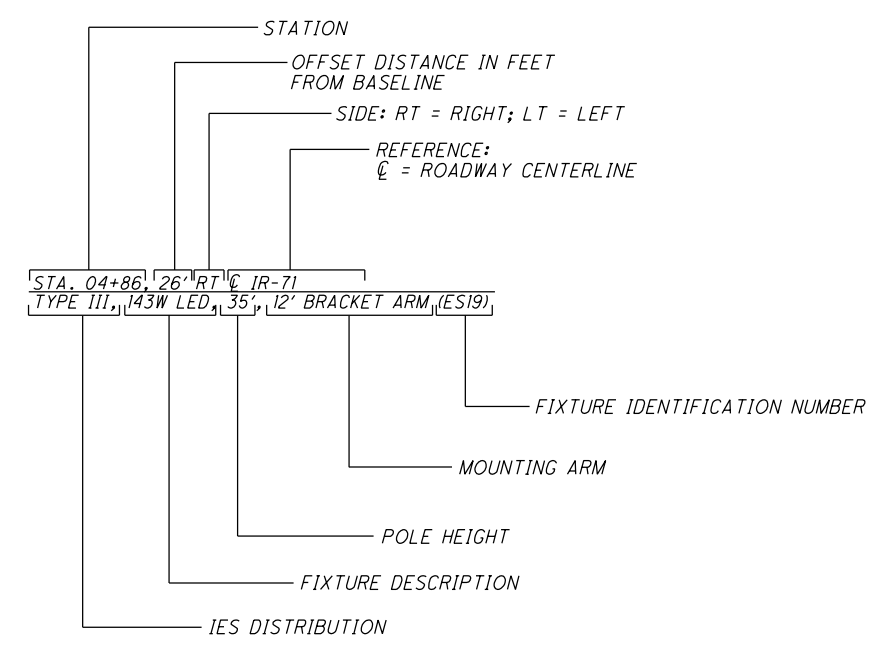 STATION
OFFSET DISTANCE IN FEET
FROM BASELINE
SIDE: RT = RIGHT; LT = LEFT
REFERENCE:
℄ = ROADWAY CENTERLINE
STA. 04+86, 26' RT ℄ IR-71
TYPE III, 143W LED, 35', 12' BRACKET ARM (ES19)
FIXTURE IDENTIFICATION NUMBER
MOUNTING ARM
POLE HEIGHT
FIXTURE DESCRIPTION
IES DISTRIBUTION